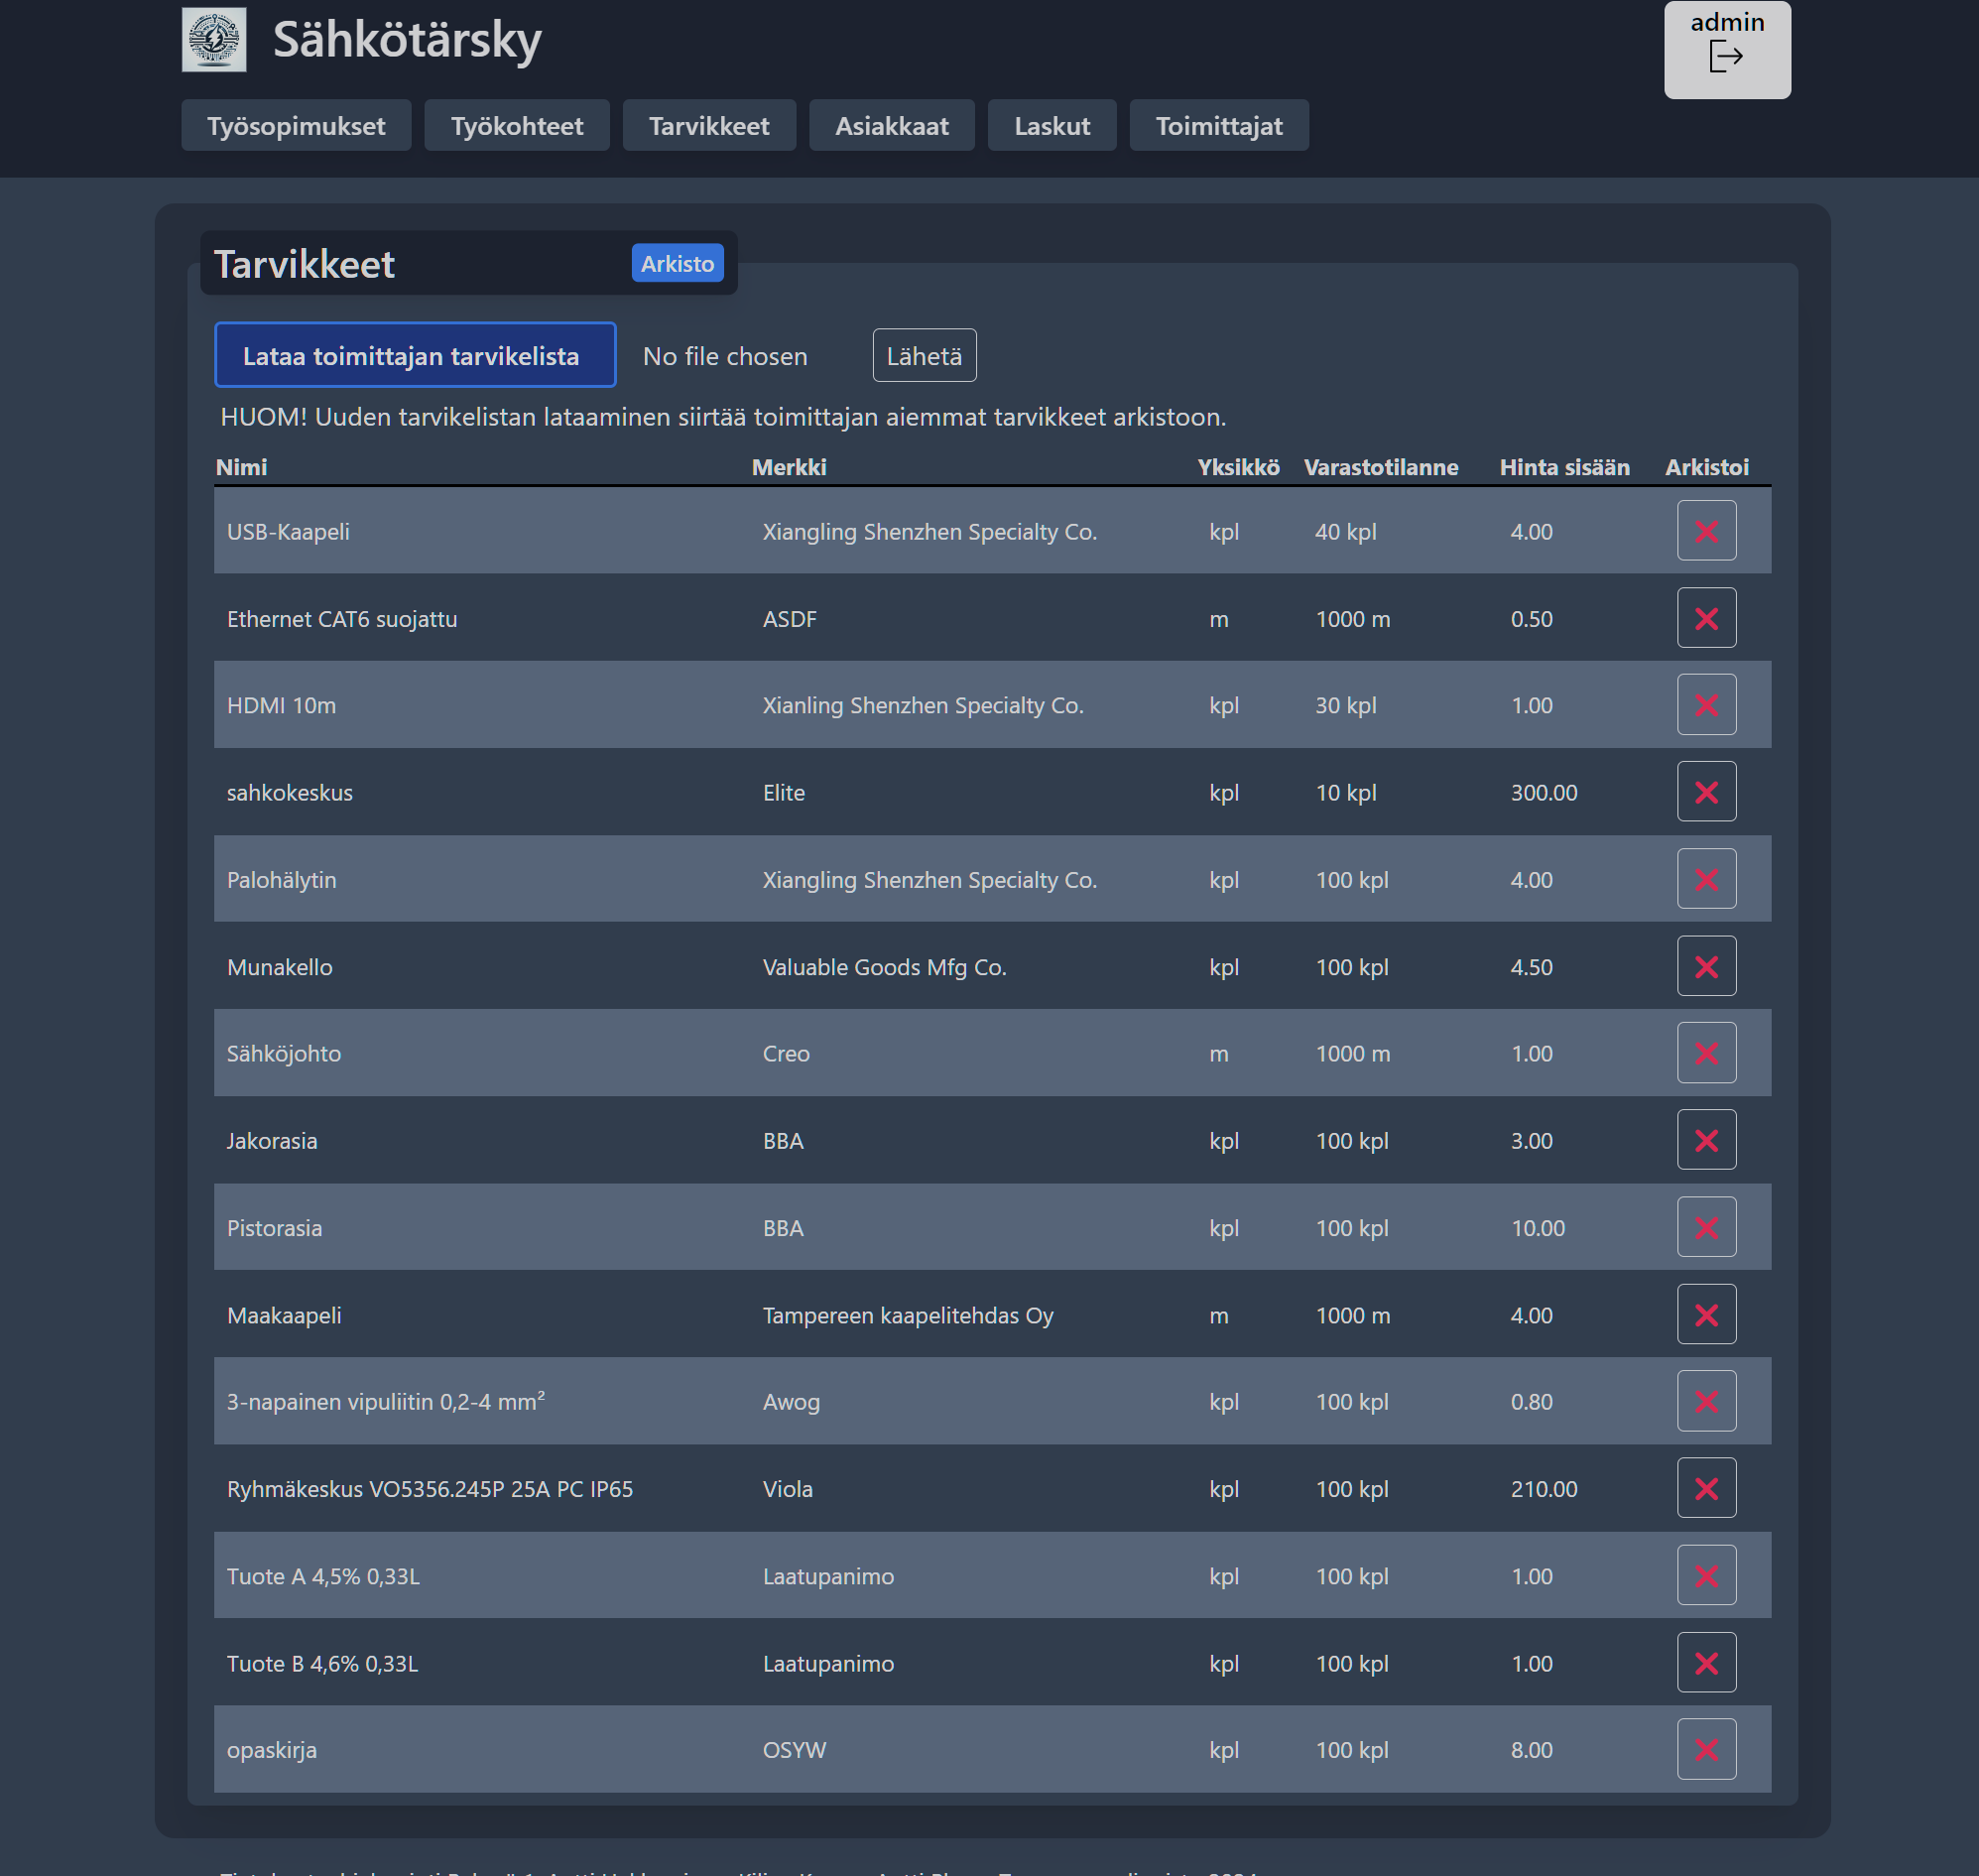 Sähkötärsky
admin
Työsopimukset Työkohteet Tarvikkeet Asiakkaat Laskut Toimittajat
Tarvikkeet Arkisto
Lataa toimittajan tarvikelista No file chosen Lähetä
HUOM! Uuden tarvikelistan lataaminen siirtää toimittajan aiemmat tarvikkeet arkistoon.
Nimi Merkki Yksikkö Varastotilanne Hinta sisään Arkistoi
USB-Kaapeli Xiangling Shenzhen Specialty Co. kpl 40 kpl 4.00
Ethernet CAT6 suojattu ASDF m 1000 m 0.50
HDMI 10m Xianling Shenzhen Specialty Co. kpl 30 kpl 1.00
sahkokeskus Elite kpl 10 kpl 300.00
Palohälytin Xiangling Shenzhen Specialty Co. kpl 100 kpl 4.00
Munakello Valuable Goods Mfg Co. kpl 100 kpl 4.50
Sähköjohto Creo m 1000 m 1.00
Jakorasia BBA kpl 100 kpl 3.00
Pistorasia BBA kpl 100 kpl 10.00
Maakaapeli Tampereen kaapelitehdas Oy m 1000 m 4.00
3-napainen vipuliitin 0,2-4 mm² Awog kpl 100 kpl 0.80
Ryhmäkeskus VO5356.245P 25A PC IP65 Viola kpl 100 kpl 210.00
Tuote A 4,5% 0,33L Laatupanimo kpl 100 kpl 1.00
Tuote B 4,6% 0,33L Laatupanimo kpl 100 kpl 1.00
opaskirja OSYW kpl 100 kpl 8.00